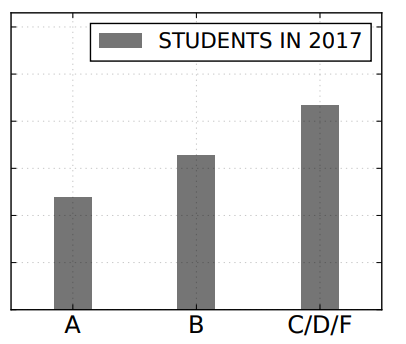 STUDENTS IN 2017
A B C/D/F